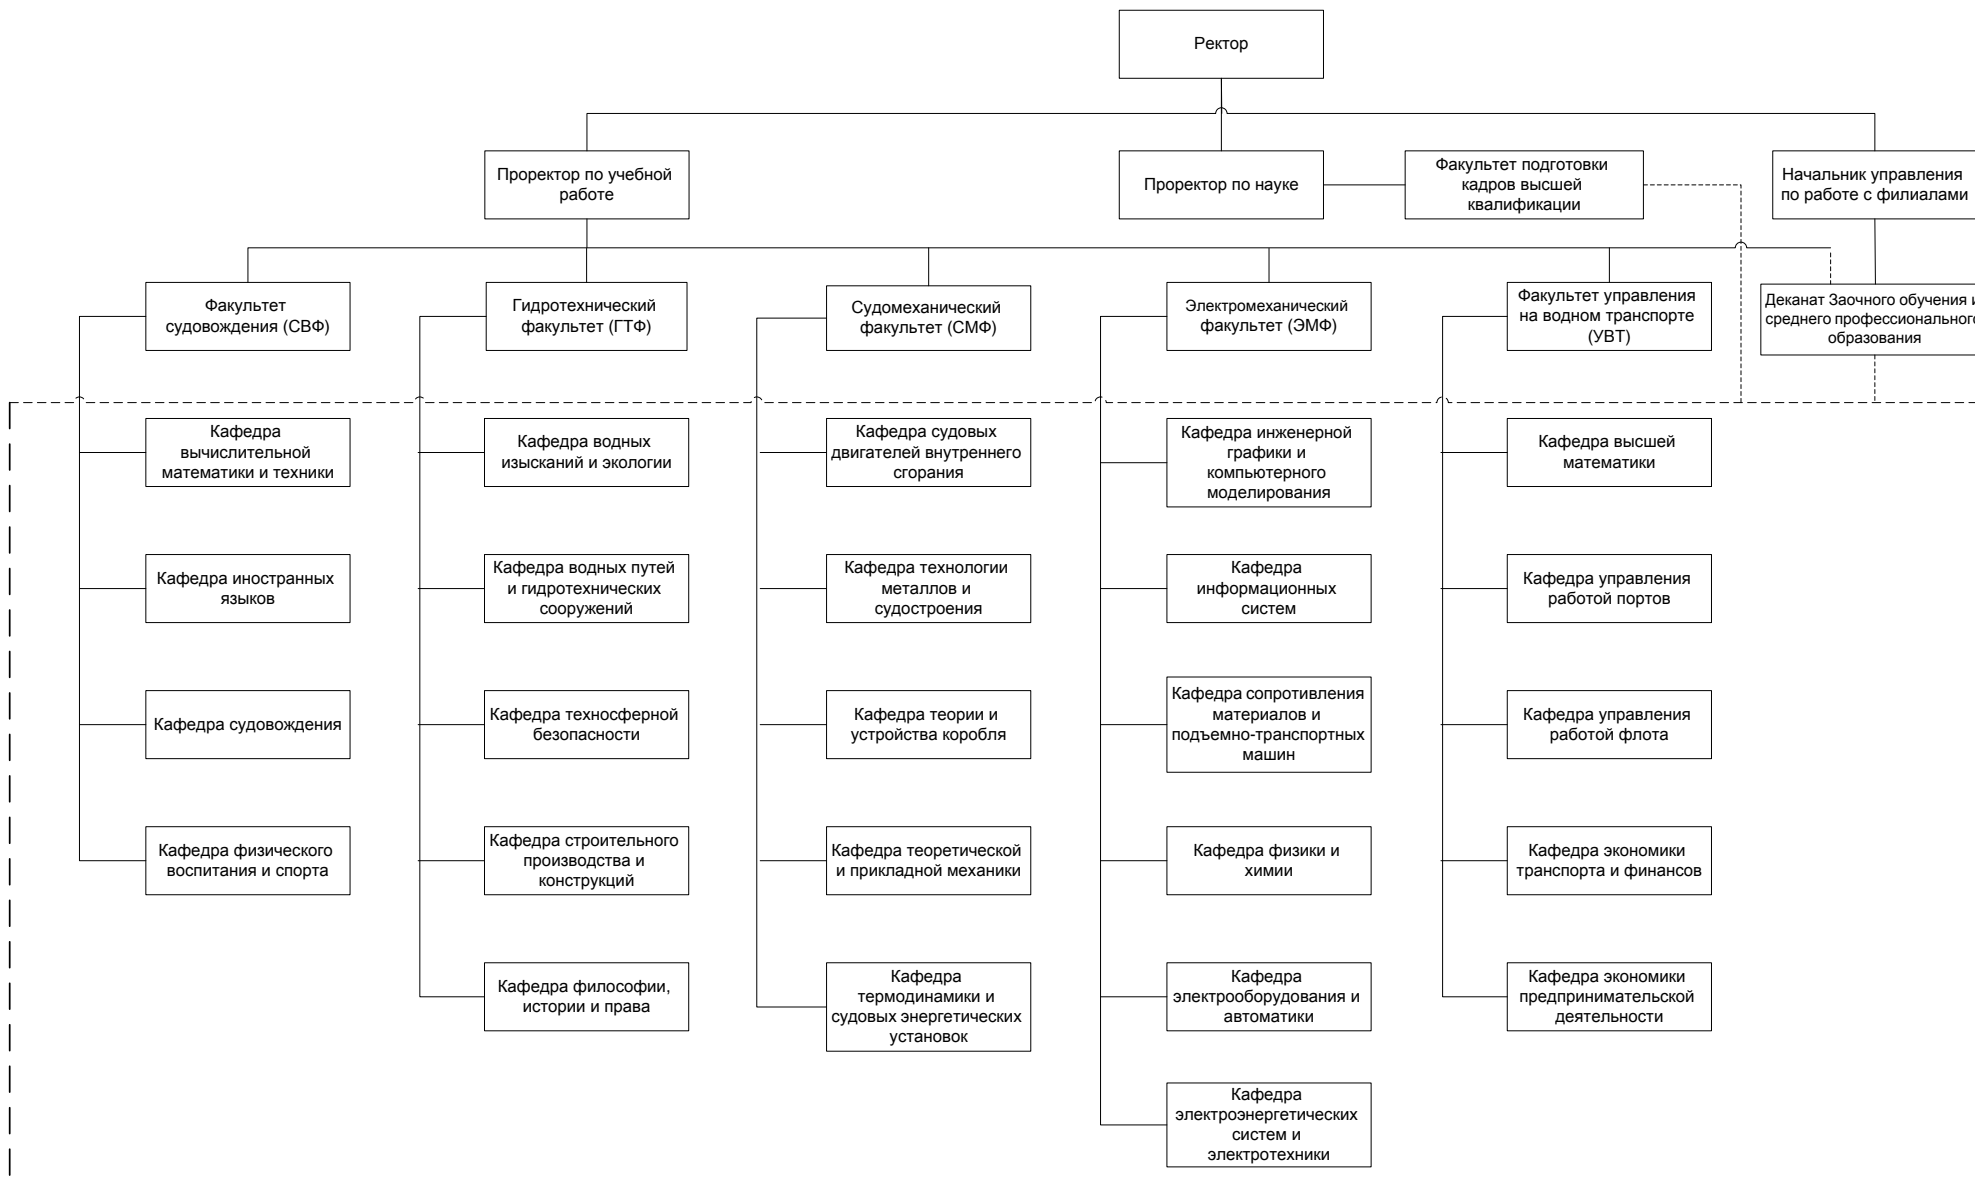 Ректор
Проректор по учебной
работе
Проректор по науке
Факультет подготовки
кадров высшей
квалификации
Начальник управления
по работе с филиалами
Факультет
судовождения (СВФ)
Гидротехнический
факультет (ГТФ)
Судомеханический
факультет (СМФ)
Электромеханический
факультет (ЭМФ)
Факультет управления
на водном транспорте
(УВТ)
Деканат Заочного обучения и
среднего профессионального
образования
Кафедра
вычислительной
математики и техники
Кафедра водных
изысканий и экологии
Кафедра судовых
двигателей внутреннего
сгорания
Кафедра инженерной
графики и
компьютерного
моделирования
Кафедра высшей
математики
Кафедра иностранных
языков
Кафедра водных путей
и гидротехнических
сооружений
Кафедра технологии
металлов и
судостроения
Кафедра
информационных
систем
Кафедра управления
работой портов
Кафедра судовождения
Кафедра техносферной
безопасности
Кафедра теории и
устройства коробля
Кафедра сопротивления
материалов и
подъемно-транспортных
машин
Кафедра управления
работой флота
Кафедра физического
воспитания и спорта
Кафедра строительного
производства и
конструкций
Кафедра теоретической
и прикладной механики
Кафедра физики и
химии
Кафедра экономики
транспорта и финансов
Кафедра философии,
истории и права
Кафедра
термодинамики и
судовых энергетических
установок
Кафедра
электрооборудования и
автоматики
Кафедра экономики
предпринимательской
деятельности
Кафедра
электроэнергетических
систем и
электротехники